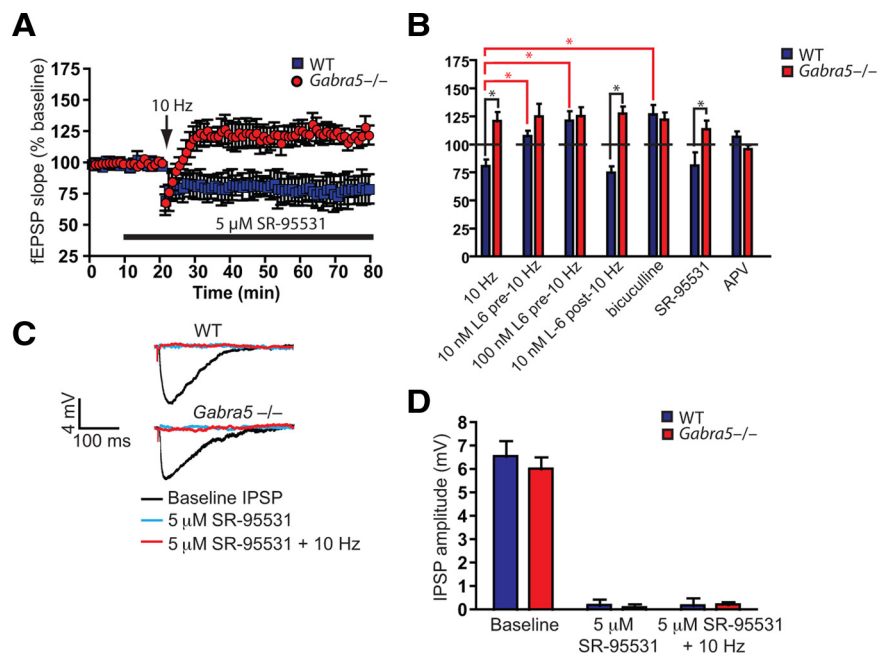 A
WT
Gabra5–/–
10 Hz
fEPSP slope (% baseline)
175
150
125
100
75
50
25
5 µM SR-95531
0 10 20 30 40 50 60 70 80
Time (min)
B
WT
Gabra5–/–
*
*
*
*
*
*
175
150
125
100
75
50
25
0
10 Hz
10 nM L6 pre-10 Hz
100 nM L6 pre-10 Hz
10 nM L-6 post-10 Hz
bicuculline
SR-95531
APV
C
WT
Gabra5 –/–
4 mV
100 ms
Baseline IPSP
5 µM SR-95531
5 µM SR-95531 + 10 Hz
D
WT
Gabra5–/–
IPSP amplitude (mV)
8
7
6
5
4
3
2
1
0
Baseline
5 µM
SR-95531
5 µM SR-95531
+ 10 Hz